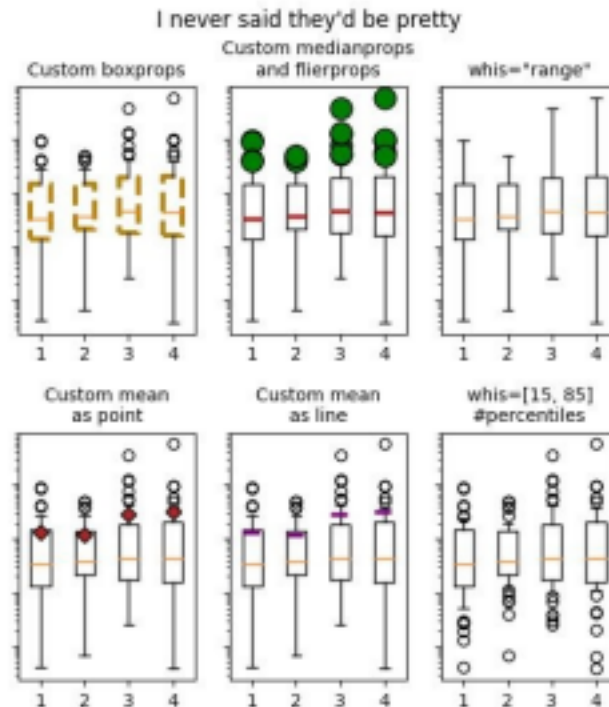 I never said they'd be pretty
Custom boxprops
Custom medianprops
and flierprops
whis="range"
1 2 3 4
1 2 3 4
1 2 3 4
Custom mean
as point
Custom mean
as line
whis=[15, 85]
#percentiles
1 2 3 4
1 2 3 4
1 2 3 4